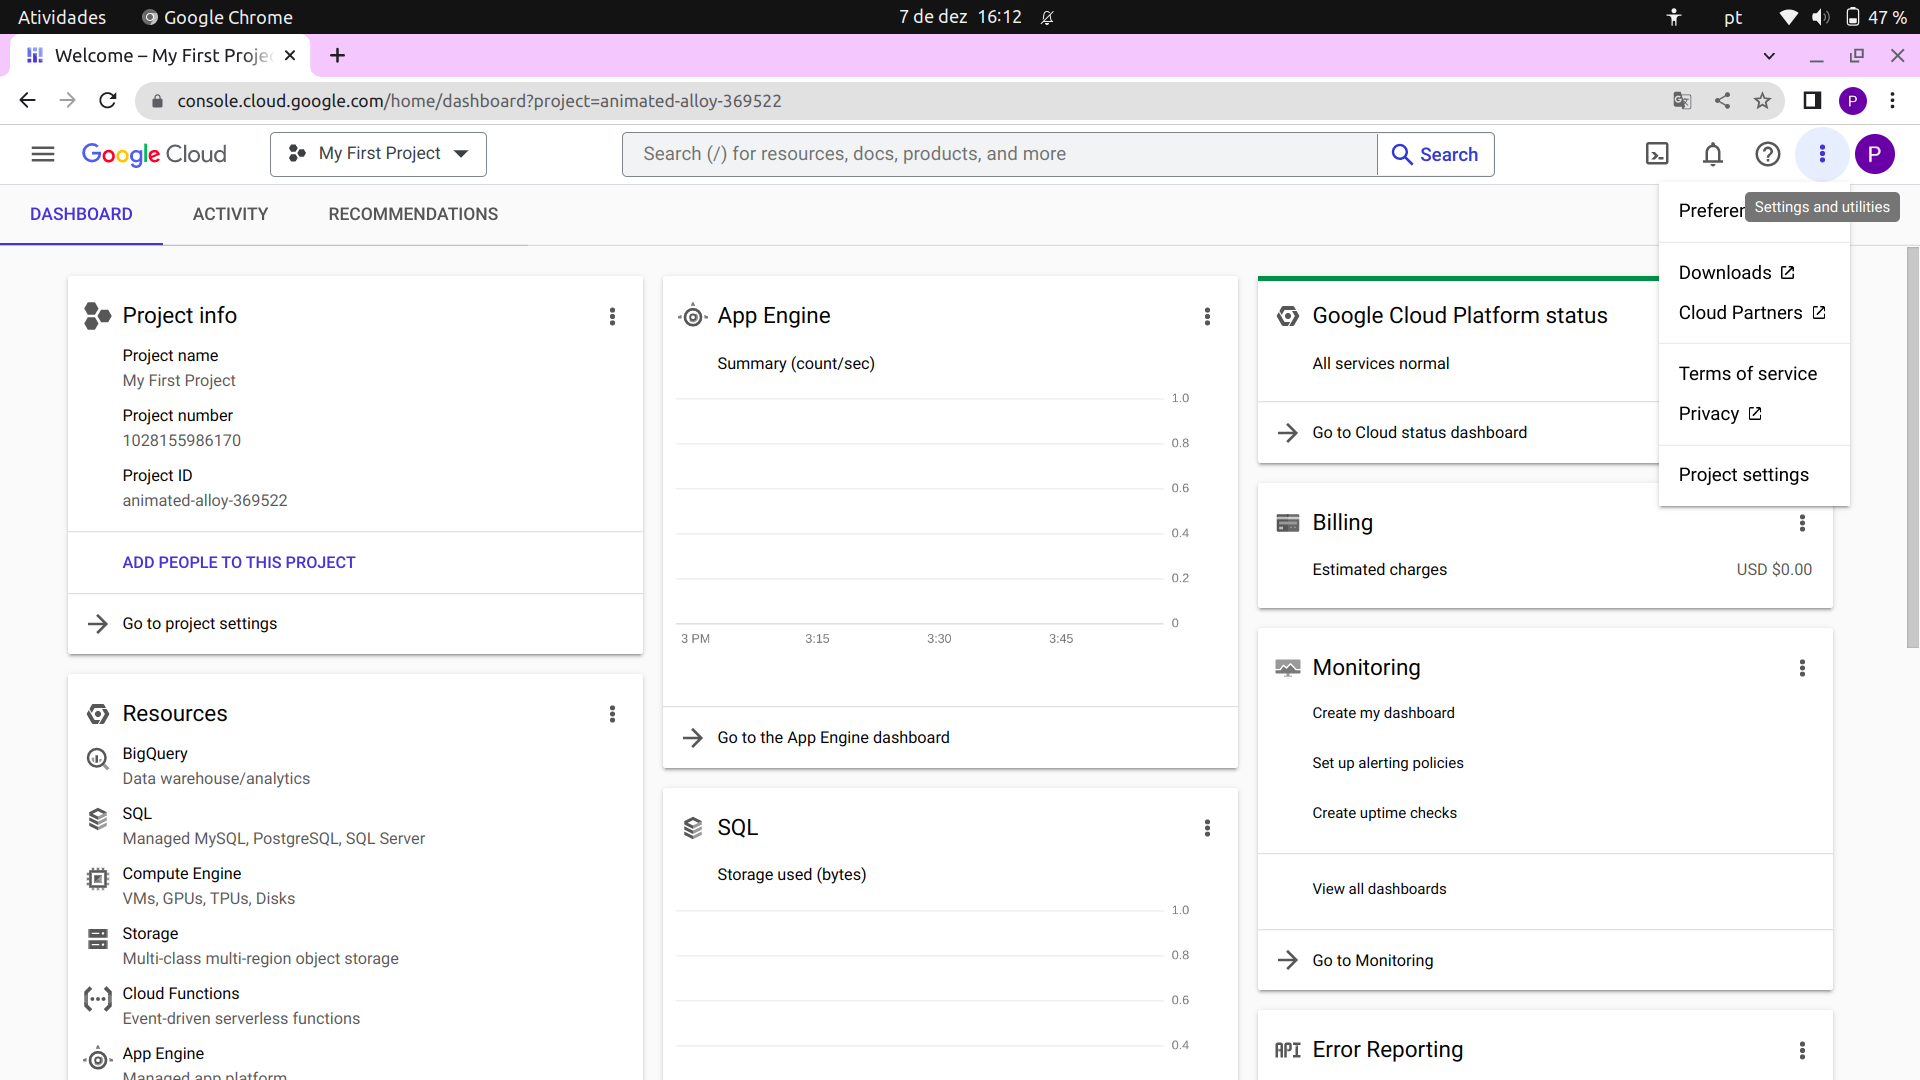 Atividades
Google Chrome
7 de dez 16:12
pt
47 %
Welcome – My First Proje
console.cloud.google.com/home/dashboard?project=animated-alloy-369522
P
Google Cloud
My First Project
Search (/) for resources, docs, products, and more
Search
P
DASHBOARD
ACTIVITY
RECOMMENDATIONS
Preferen
Settings and utilities
Downloads
Cloud Partners
Terms of service
Privacy
Project settings
Project info
Project name
My First Project
Project number
1028155986170
Project ID
animated-alloy-369522
ADD PEOPLE TO THIS PROJECT
Go to project settings
Resources
BigQuery
Data warehouse/analytics
SQL
Managed MySQL, PostgreSQL, SQL Server
Compute Engine
VMs, GPUs, TPUs, Disks
Storage
Multi-class multi-region object storage
Cloud Functions
Event-driven serverless functions
App Engine
Managed app platform
App Engine
Summary (count/sec)
1.0
0.8
0.6
0.4
0.2
0
3 PM
3:15
3:30
3:45
Go to the App Engine dashboard
SQL
Storage used (bytes)
1.0
0.8
0.6
0.4
Google Cloud Platform status
All services normal
Go to Cloud status dashboard
Billing
Estimated charges
USD $0.00
Monitoring
Create my dashboard
Set up alerting policies
Create uptime checks
View all dashboards
Go to Monitoring
API
Error Reporting